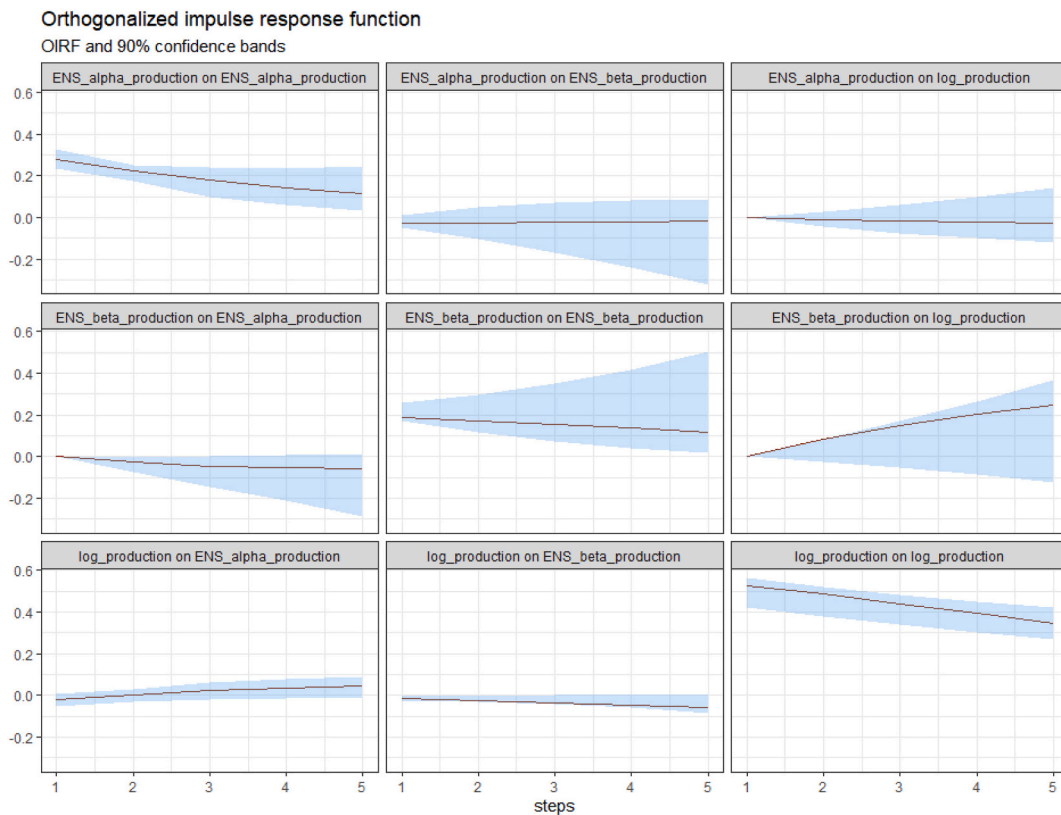 Orthogonalized impulse response function
OIRF and 90% confidence bands
ENS_alpha_production on ENS_alpha_production
ENS_alpha_production on ENS_beta_production
ENS_alpha_production on log_production
0.6
0.4
0.2
0.0
-0.2
ENS_beta_production on ENS_alpha_production
ENS_beta_production on ENS_beta_production
ENS_beta_production on log_production
0.6
0.4
0.2
0.0
-0.2
log_production on ENS_alpha_production
log_production on ENS_beta_production
log_production on log_production
0.6
0.4
0.2
0.0
-0.2
1 2 3 4 5 1 2 3 4 5 1 2 3 4 5
steps